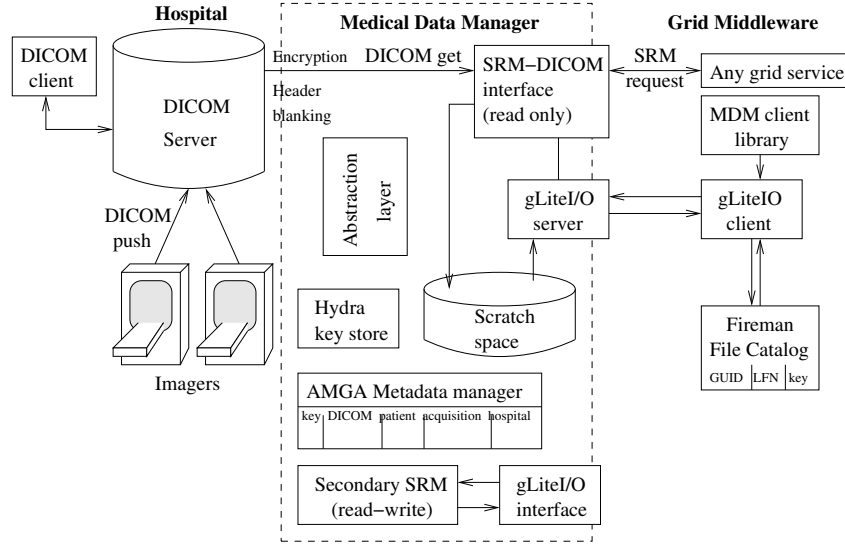 Hospital
Medical Data Manager
Grid Middleware
DICOM
client
DICOM
Server
Encryption
Header
blanking
DICOM get
SRM−DICOM
interface
(read only)
SRM
request
Any grid service
MDM client
library
Abstraction
layer
gLiteI/O
server
gLiteIO
client
DICOM
push
Imagers
Hydra
key store
Scratch
space
Fireman
File Catalog
GUID LFN key
AMGA Metadata manager
key DICOM patient acquisition hospital
Secondary SRM
(read−write)
gLiteI/O
interface